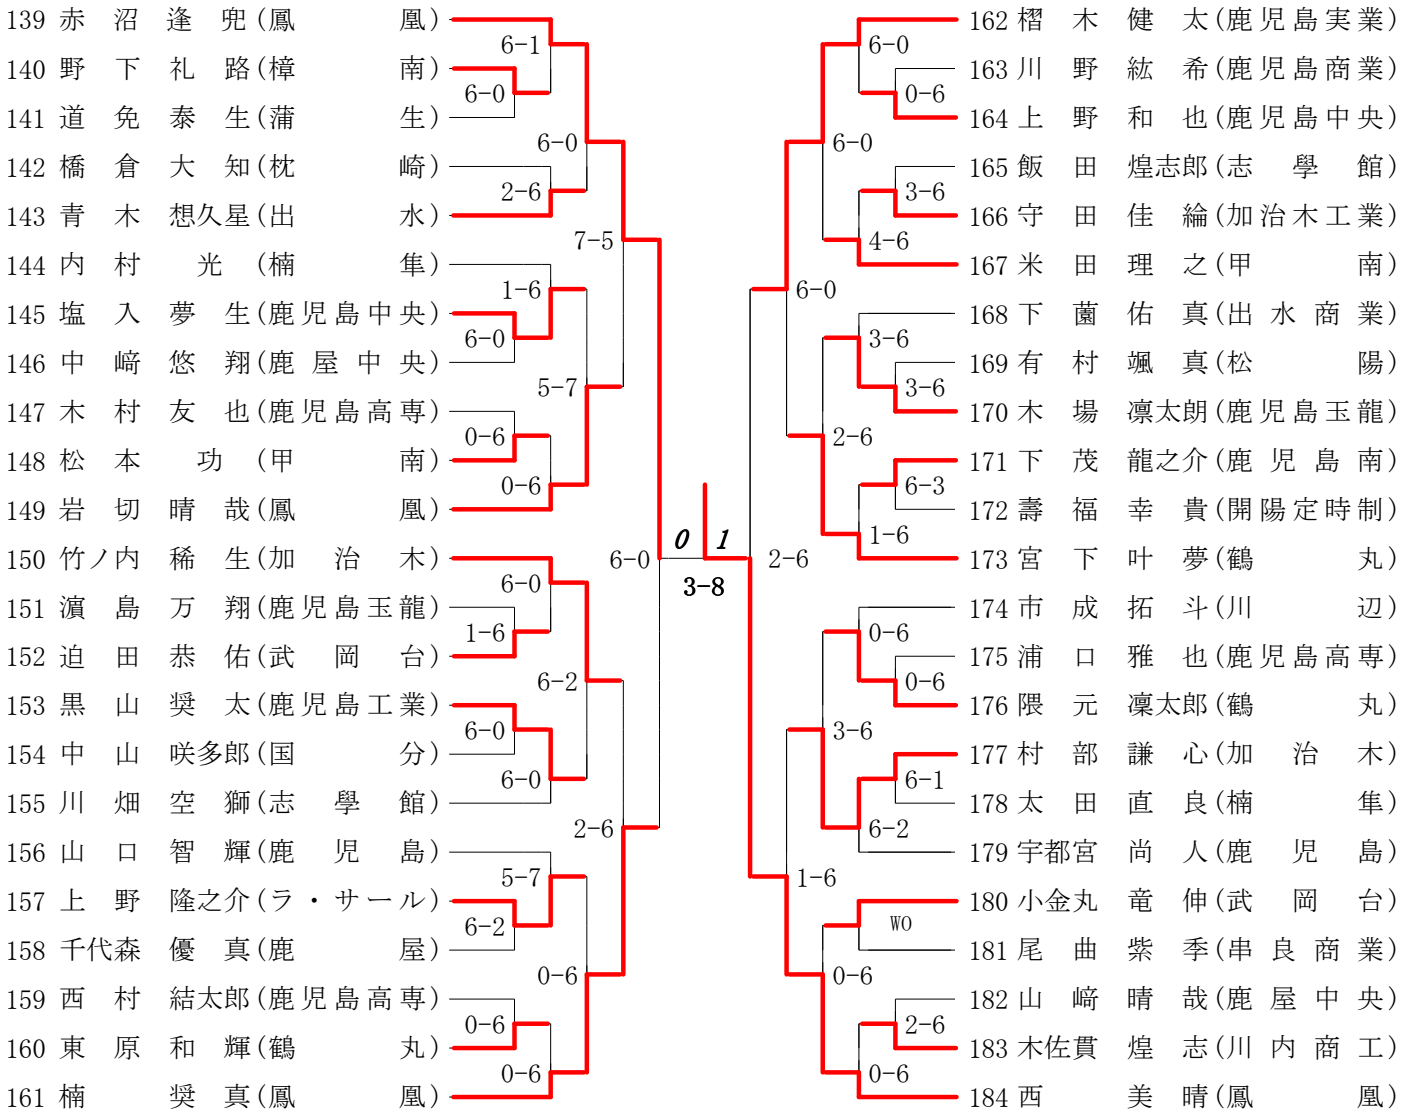 139 赤 沼 逢 兜 (鳳 凰)
6-1
140 野 下 礼 路 (樟 南)
6-0
141 道 免 泰 生 (蒲 生)
6-0
142 橋 倉 大 知 (枕 崎)
2-6
143 青 木 想久星 (出 水)
7-5
144 内 村 光 (楠 隼)
1-6
145 塩 入 夢 生 (鹿児島中央)
6-0
146 中 﨑 悠 翔 (鹿 屋 中 央)
5-7
147 木 村 友 也 (鹿児島高専)
0-6
148 松 本 功 (甲 南)
0-6
149 岩 切 晴 哉 (鳳 凰)
150 竹ノ内 稀 生 (加 治 木)
6-0
6-0
151 濵 島 万 翔 (鹿児島玉龍)
1-6
152 迫 田 恭 佑 (武 岡 台)
6-2
153 黒 山 奨 太 (鹿児島工業)
6-0
154 中 山 咲多郎 (国 分)
6-0
155 川 畑 空 獅 (志 學 館)
2-6
156 山 口 智 輝 (鹿 児 島)
5-7
157 上 野 隆之介 (ラ・サール)
6-2
158 千代森 優 真 (鹿 屋)
0-6
159 西 村 結太郎 (鹿児島高専)
0-6
160 東 原 和 輝 (鶴 丸)
0-6
161 楠 奨 真 (鳳 凰)
0 1
3-8
162 榴 木 健 太 (鹿児島実業)
6-0
163 川 野 紘 希 (鹿児島商業)
0-6
164 上 野 和 也 (鹿児島中央)
6-0
165 飯 田 煌志郎 (志 學 館)
3-6
166 守 田 佳 綸 (加治木工業)
4-6
167 米 田 理 之 (甲 南)
6-0
168 下 薗 佑 真 (出 水 商 業)
3-6
169 有 村 颯 真 (松 陽)
3-6
170 木 場 凛太朗 (鹿児島玉龍)
2-6
171 下 茂 龍之介 (鹿 児 島 南)
6-3
172 壽 福 幸 貴 (開陽定時制)
1-6
173 宮 下 叶 夢 (鶴 丸)
2-6
174 市 成 拓 斗 (川 辺)
0-6
175 浦 口 雅 也 (鹿児島高専)
0-6
176 隈 元 凜太郎 (鶴 丸)
3-6
177 村 部 謙 心 (加 治 木)
6-1
178 太 田 直 良 (楠 隼)
6-2
179 宇都宮 尚 人 (鹿 児 島)
1-6
180 小金丸 竜 伸 (武 岡 台)
WO
181 尾 曲 紫 季 (串 良 商 業)
0-6
182 山 﨑 晴 哉 (鹿 屋 中 央)
2-6
183 木佐貫 煌 志 (川 内 商 工)
0-6
184 西 美 晴 (鳳 凰)